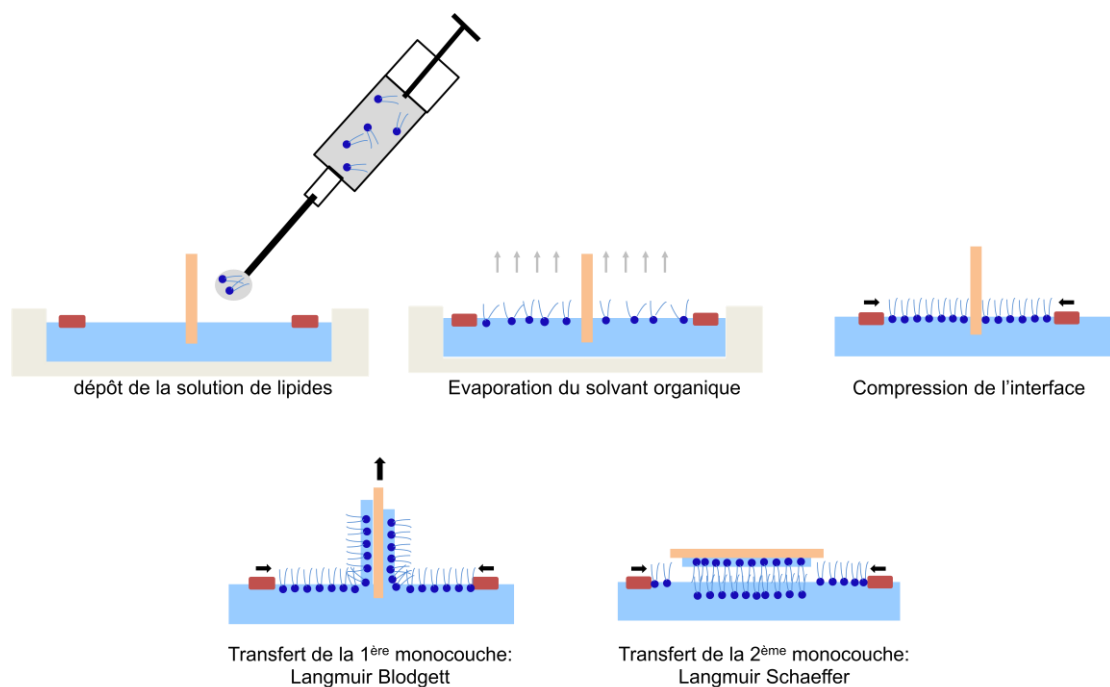 dépôt de la solution de lipides
Evaporation du solvant organique
Compression de l'interface
Transfert de la 1ère monocouche:
Langmuir Blodgett
Transfert de la 2ème monocouche:
Langmuir Schaeffer